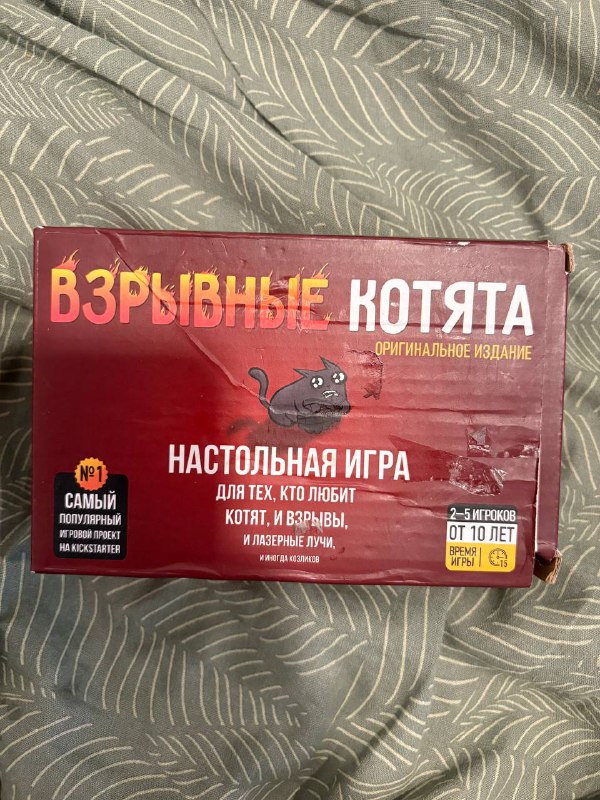 ВЗРЫВНЫЕ КОТЯТА
ОРИГИНАЛЬНОЕ ИЗДАНИЕ
НАСТОЛЬНАЯ ИГРА
ДЛЯ ТЕХ, КТО ЛЮБИТ
КОТЯТ, И ВЗРЫВЫ,
И ЛАЗЕРНЫЕ ЛУЧИ,
И ИНОГДА КОЗЛИКОВ
№1
САМЫЙ
ПОПУЛЯРНЫЙ
ИГРОВОЙ ПРОЕКТ
НА KICKSTARTER
2–5 ИГРОКОВ
ОТ 10 ЛЕТ
ВРЕМЯ
ИГРЫ
15